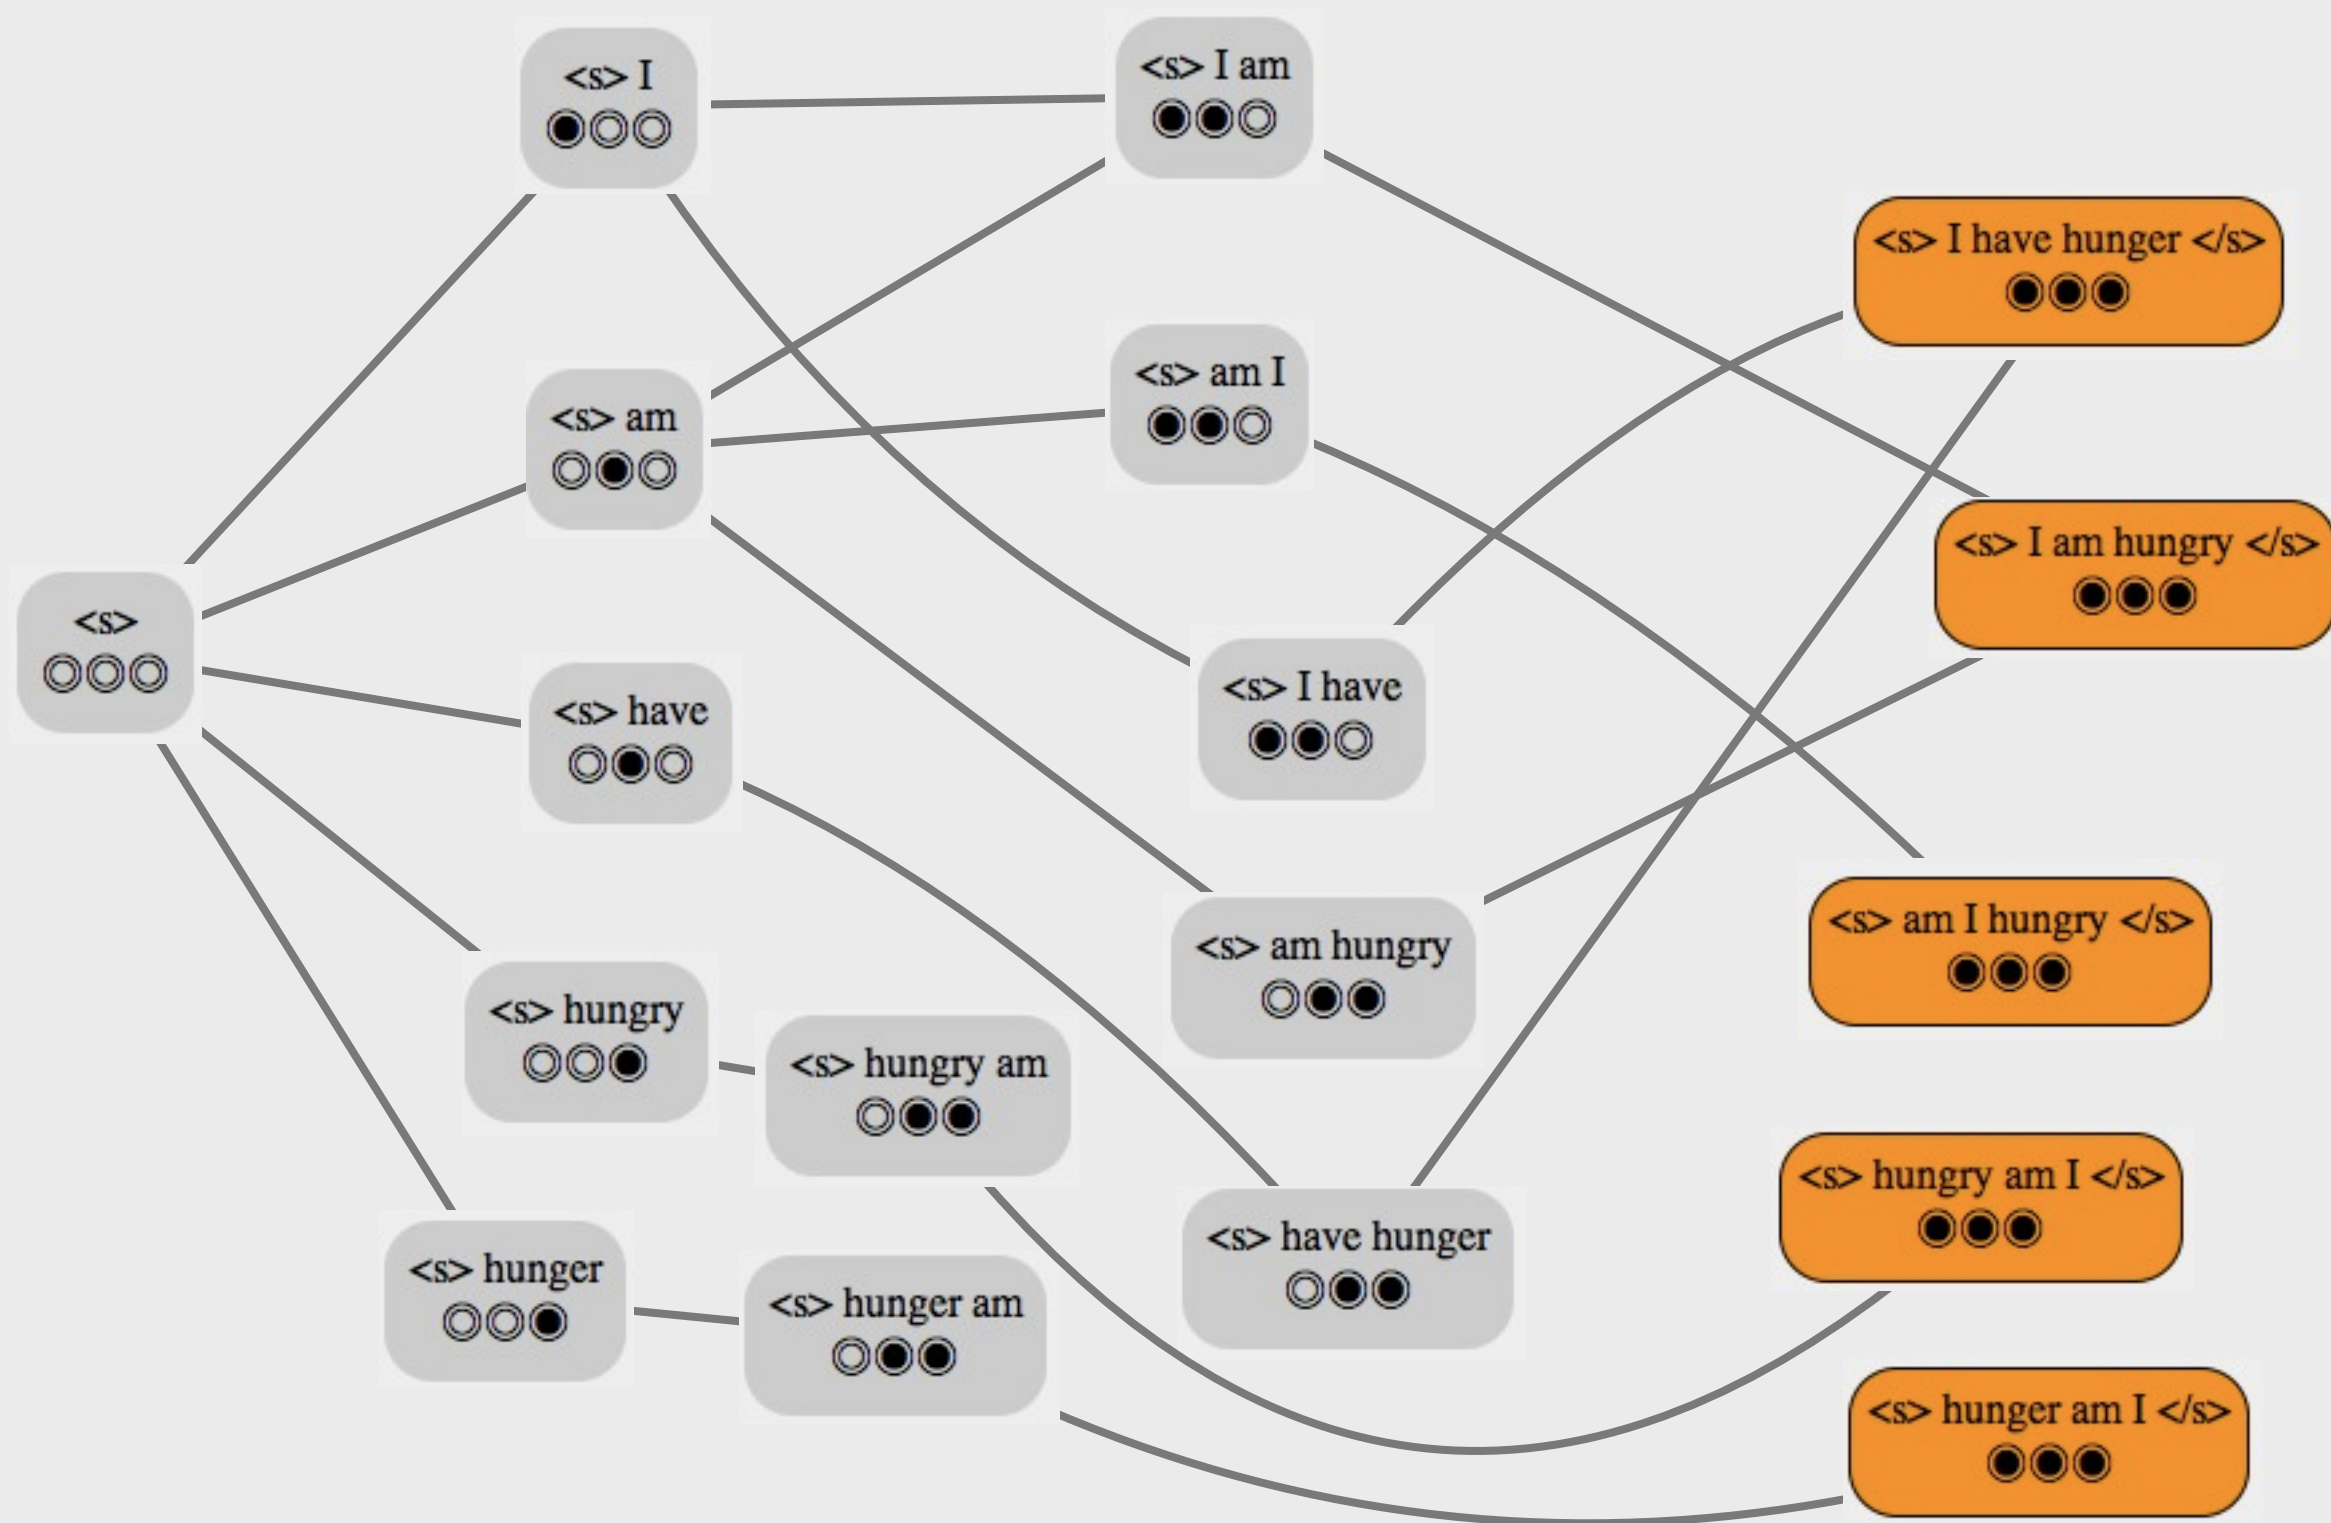 <s> I
<s> I am
<s> I have hunger </s>
<s> am I
<s> am
<s> I am hungry </s>
<s>
<s> I have
<s> have
<s> am I hungry </s>
<s> am hungry
<s> hungry
<s> hungry am
<s> hungry am I </s>
<s> have hunger
<s> hunger
<s> hunger am
<s> hunger am I </s>